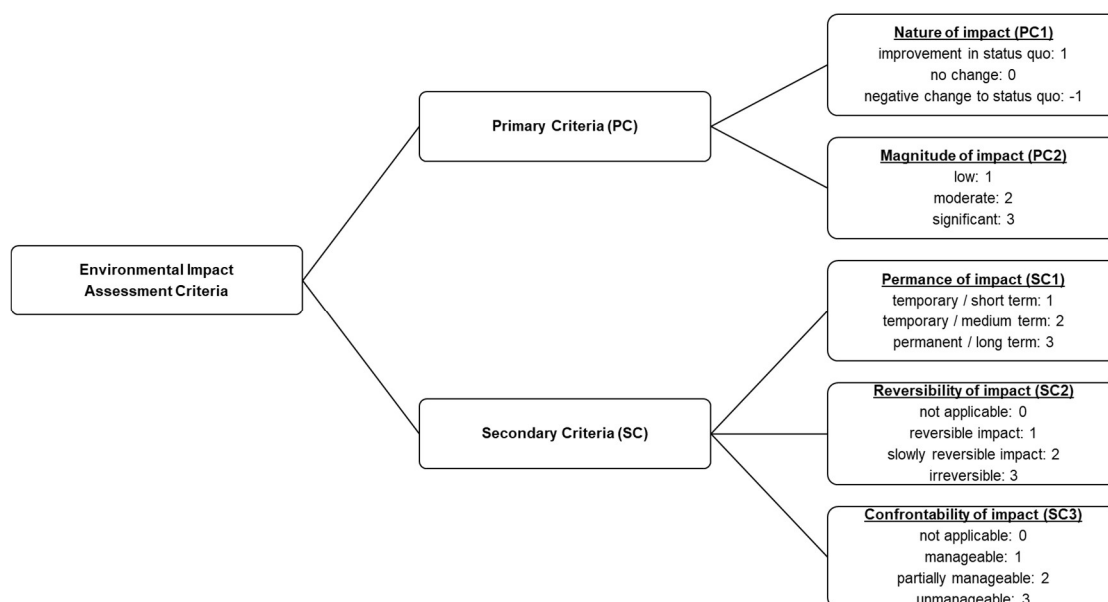 Environmental Impact
Assessment Criteria
Primary Criteria (PC)
Nature of impact (PC1)
improvement in status quo: 1
no change: 0
negative change to status quo: -1
Magnitude of impact (PC2)
low: 1
moderate: 2
significant: 3
Secondary Criteria (SC)
Permance of impact (SC1)
temporary / short term: 1
temporary / medium term: 2
permanent / long term: 3
Reversibility of impact (SC2)
not applicable: 0
reversible impact: 1
slowly reversible impact: 2
irreversible: 3
Confrontability of impact (SC3)
not applicable: 0
manageable: 1
partially manageable: 2
unmanageable: 3